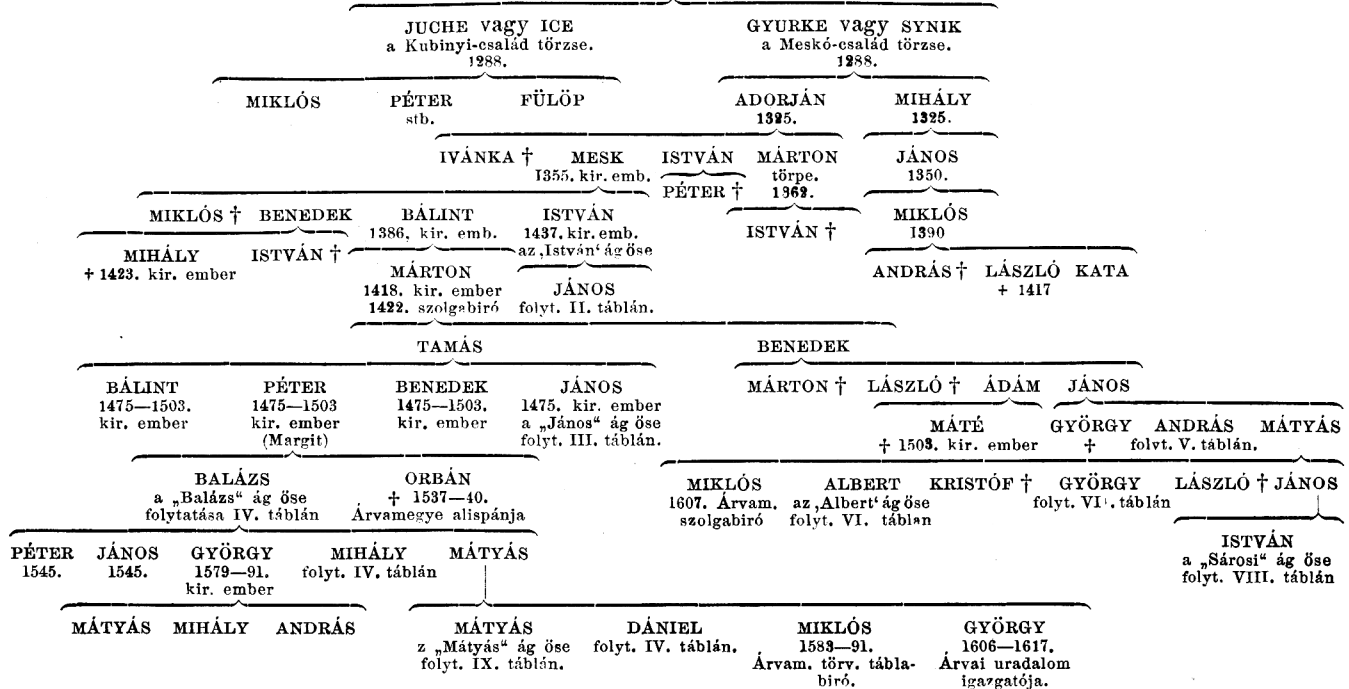 JUCHE vagy ICE
a Kubinyi-család törzse.
1288.
GYURKE vagy SYNIK
a Meskó-család törzse.
1288.
MIKLÓS
PÉTER
stb.
FÜLÖP
ADORJÁN
1325.
MIHÁLY
1325.
IVÁNKA †
MESK
1355. kir. emb.
ISTVÁN
PÉTER †
MÁRTON
törpe.
1362.
JÁNOS
1350.
MIKLÓS †
BENEDEK
BÁLINT
1386. kir. emb.
ISTVÁN
1437. kir. emb.
az ‚István‘ ág őse
ISTVÁN †
MIKLÓS
1390
MIHÁLY
+ 1423. kir. ember
ISTVÁN †
MÁRTON
1418. kir. ember
1422. szolgabiró
JÁNOS
folyt. II. táblán.
ANDRÁS †
LÁSZLÓ
+ 1417
KATA
TAMÁS
BENEDEK
BÁLINT
1475—1503.
kir. ember
PÉTER
1475—1503
kir. ember
(Margit)
BENEDEK
1475—1503.
kir. ember
JÁNOS
1475. kir. ember
a „János“ ág őse
folyt. III. táblán.
MÁRTON †
LÁSZLÓ †
ÁDÁM
JÁNOS
MÁTÉ
† 1503. kir. ember
GYÖRGY
†
ANDRÁS
folyt. V. táblán.
MÁTYÁS
BALÁZS
a „Balázs“ ág őse
folytatása IV. táblán
ORBÁN
† 1537—40.
Árvamegye alispánja
MIKLÓS
1607. Árvam.
szolgabiró
ALBERT
az ‚Albert‘ ág őse
folyt. VI. táblán
KRISTÓF †
GYÖRGY
folyt. VII. táblán
LÁSZLÓ †
JÁNOS
ISTVÁN
a „Sárosi“ ág őse
folyt. VIII. táblán
PÉTER
1545.
JÁNOS
1545.
GYÖRGY
1579—91.
kir. ember
MIHÁLY
folyt. IV. táblán
MÁTYÁS
MÁTYÁS
MIHÁLY
ANDRÁS
MÁTYÁS
z „Mátyás“ ág őse
folyt. IX. táblán.
DÁNIEL
folyt. IV. táblán.
MIKLÓS
1583—91.
Árvam. törv. tábla-
biró.
GYÖRGY
1606—1617.
Árvai uradalom
igazgatója.